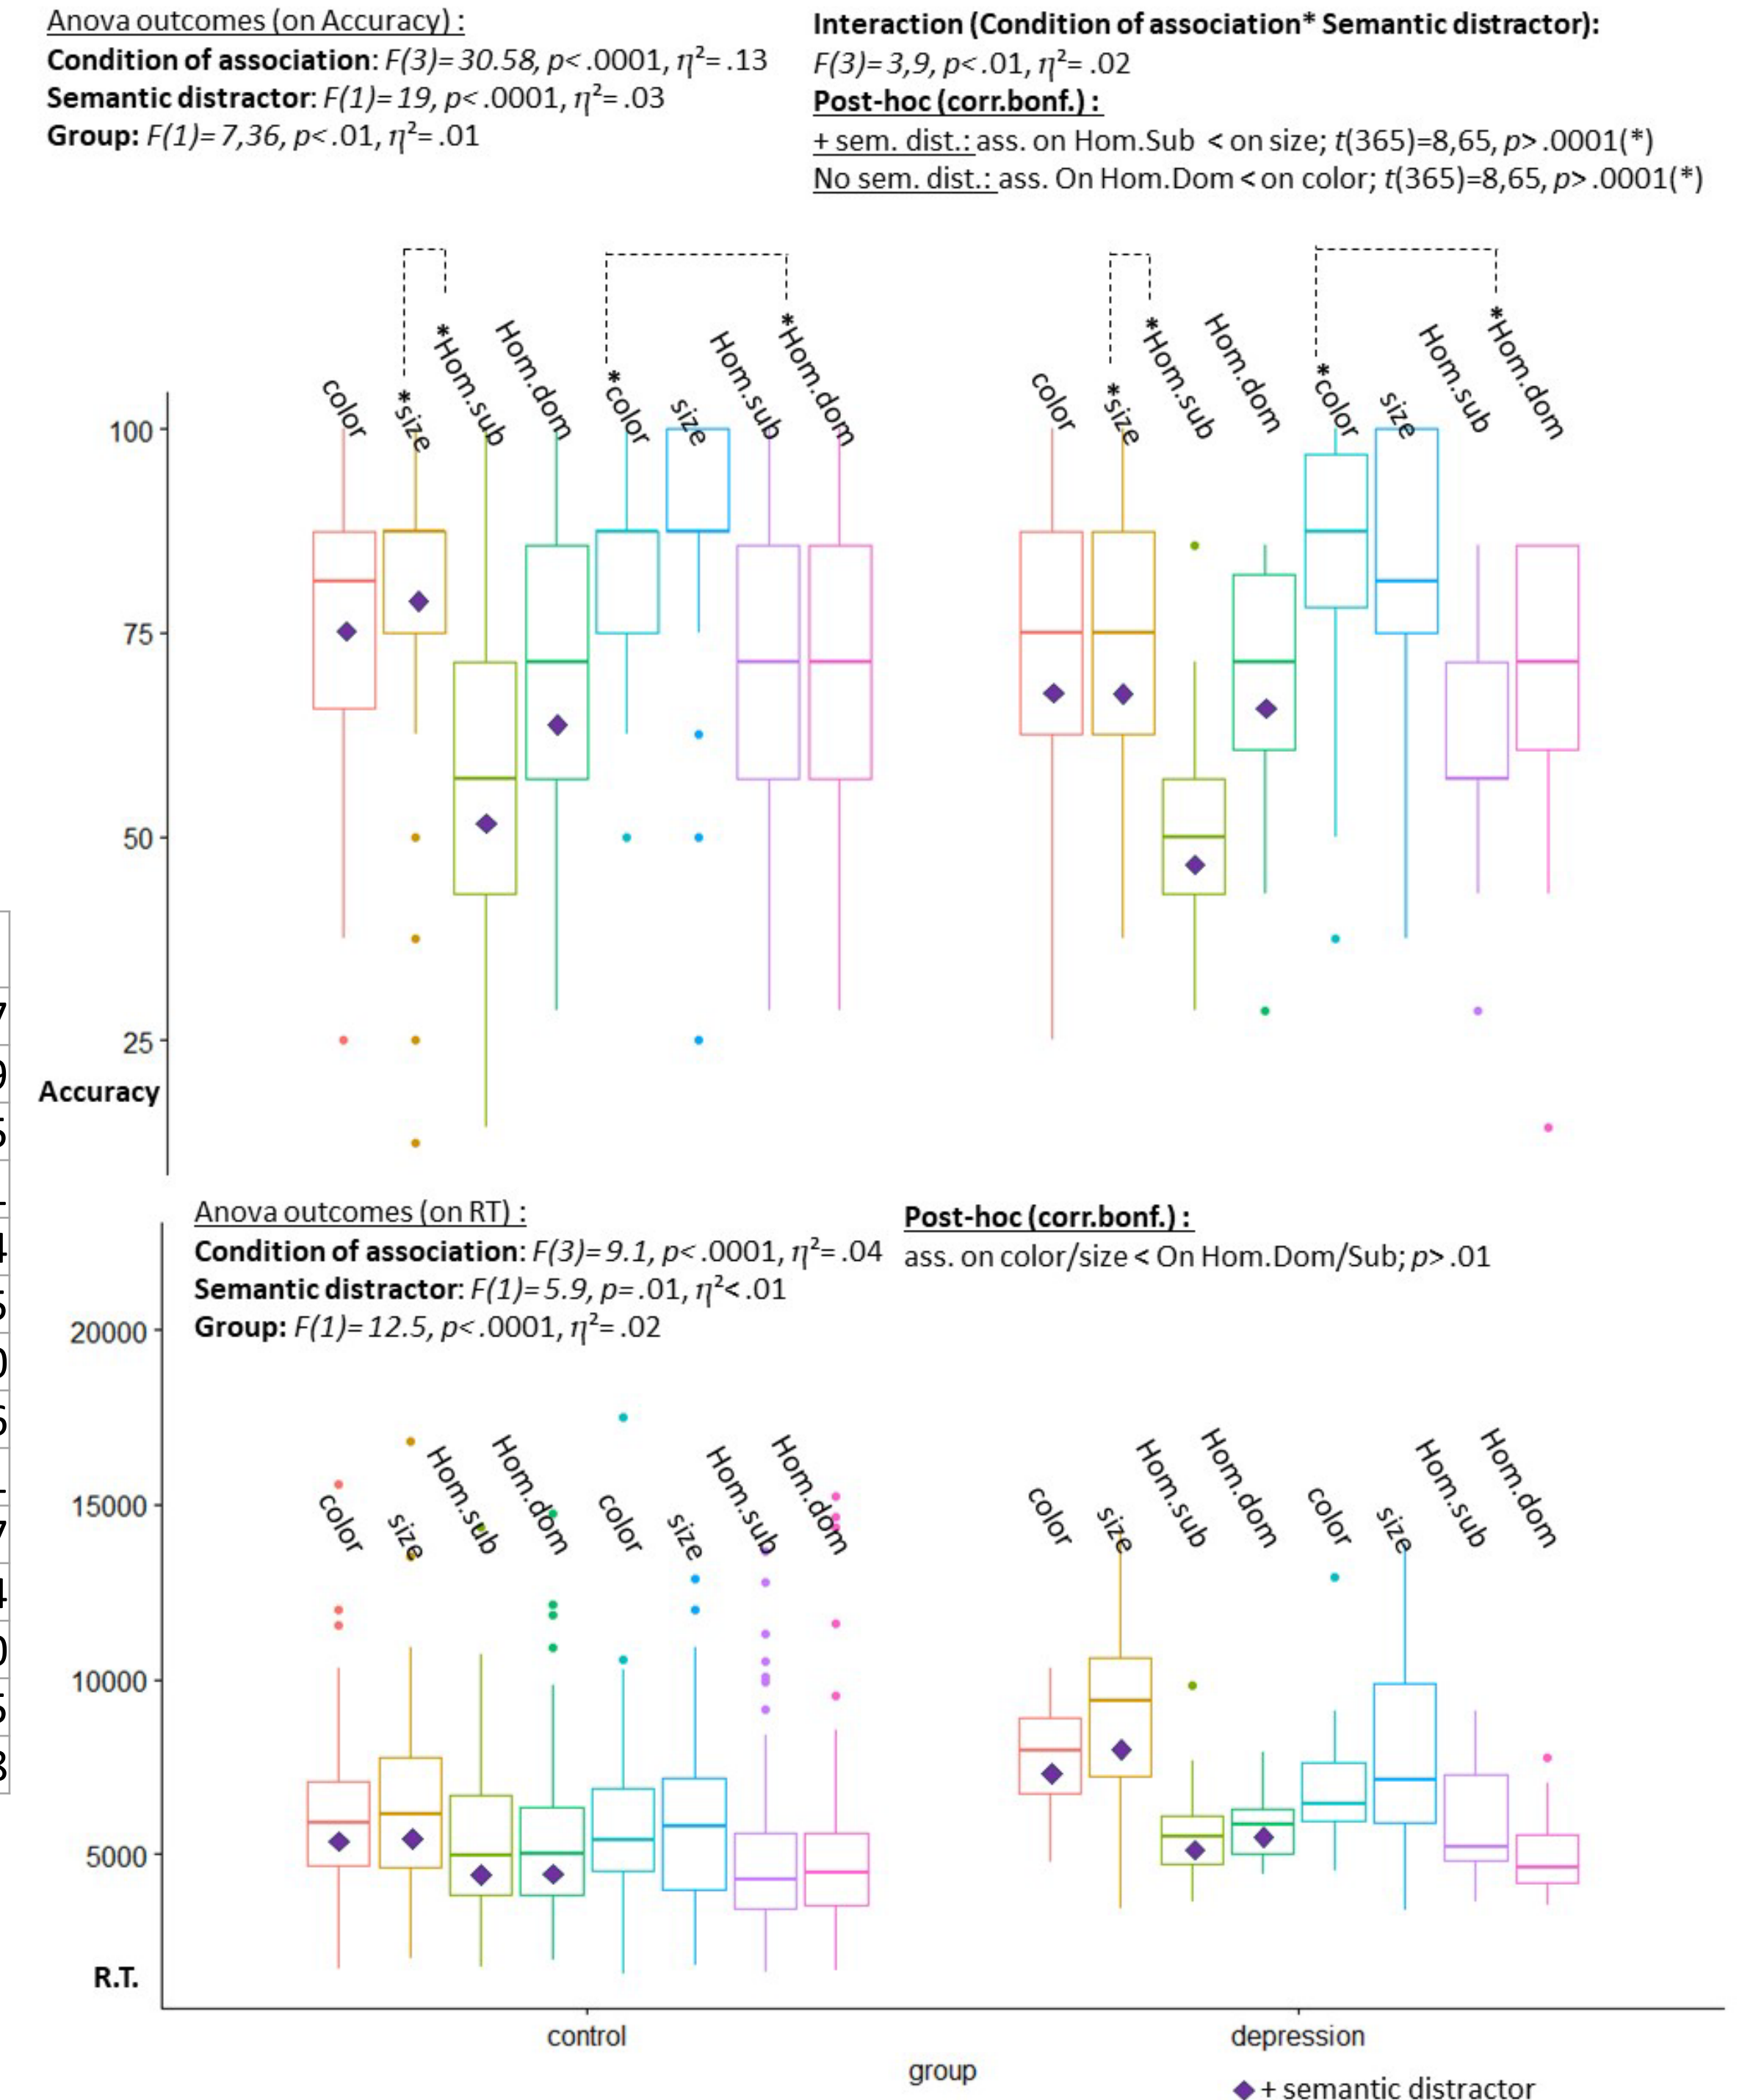 Anova outcomes (on Accuracy) :
Condition of association: F(3)= 30.58, p< .0001, η²= .13
Semantic distractor: F(1)= 19, p< .0001, η²= .03
Group: F(1)= 7,36, p< .01, η²= .01
Interaction (Condition of association* Semantic distractor):
F(3)= 3,9, p< .01, η²= .02
Post-hoc (corr.bonf.) :
+ sem. dist.: ass. on Hom.Sub < on size; t(365)=8,65, p> .0001(*)
No sem. dist.: ass. On Hom.Dom < on color; t(365)=8,65, p> .0001(*)
color
*size
*Hom.sub
Hom.dom
*color
size
Hom.sub
*Hom.dom
color
*size
*Hom.sub
Hom.dom
*color
size
Hom.sub
*Hom.dom
100
75
50
25
Accuracy
7
9
4
0
7
0
Anova outcomes (on RT) :
Condition of association: F(3)= 9.1, p< .0001, η²= .04
Semantic distractor: F(1)= 5.9, p= .01, η²< .01
Group: F(1)= 12.5, p< .0001, η²= .02
Post-hoc (corr.bonf.) :
ass. on color/size < On Hom.Dom/Sub; p> .01
20000
15000
10000
5000
R.T.
color
size
Hom.sub
Hom.dom
color
size
Hom.sub
Hom.dom
color
size
Hom.sub
Hom.dom
color
size
Hom.sub
Hom.dom
control
depression
group
+ semantic distractor